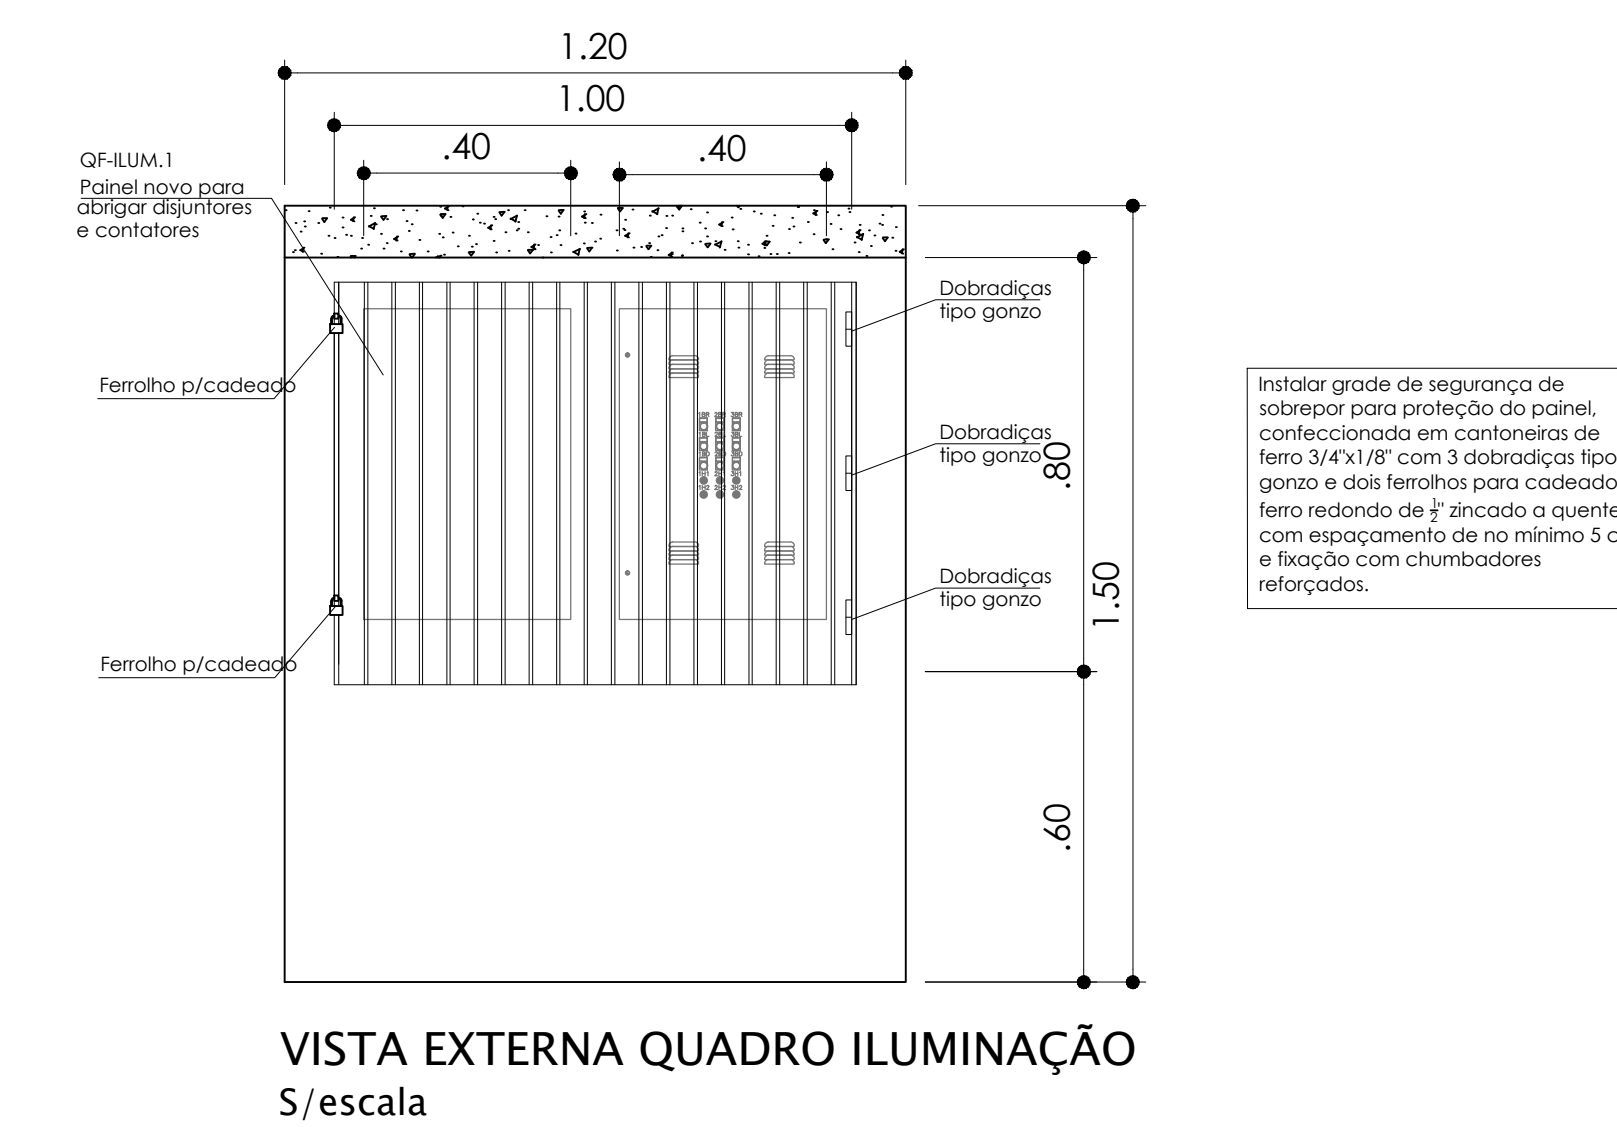 1.20
1.00
.40
.40
QF-ILUM.1
Painel novo para
abrigar disjuntores
e contatores
Dobradiças
tipo gonzo
Ferrolho p/cadeado
Dobradiças
tipo gonzo
.80
Dobradiças
tipo gonzo
1.50
Ferrolho p/cadeado
.60
Instalar grade de segurança de
sobrepor para proteção do painel,
confeccionada em cantoneiras de
ferro 3/4"x1/8" com 3 dobradiças tipo
gonzo e dois ferrolhos para cadeado
ferro redondo de ½" zincado a quente
com espaçamento de no mínimo 5
e fixação com chumbadores
reforçados.
VISTA EXTERNA QUADRO ILUMINAÇÃO
S/escala